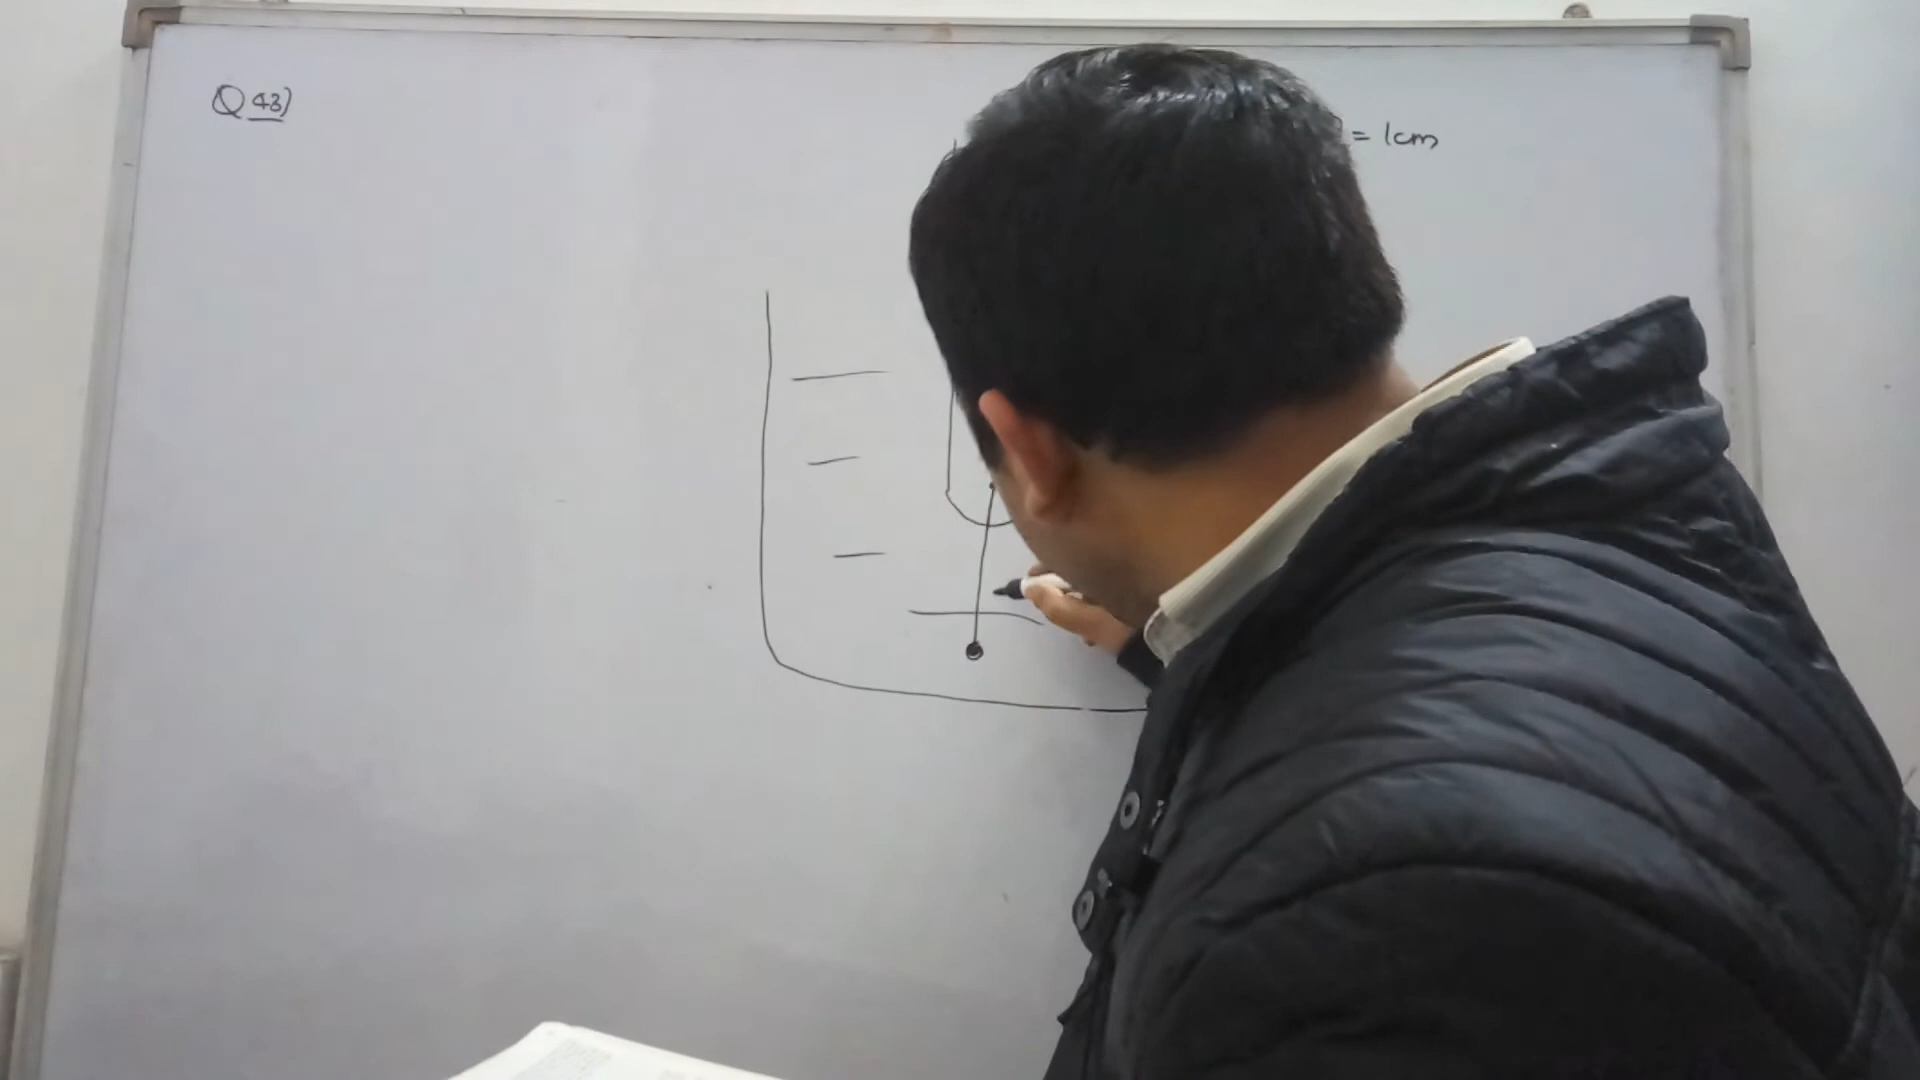 Q 43)
= 1cm